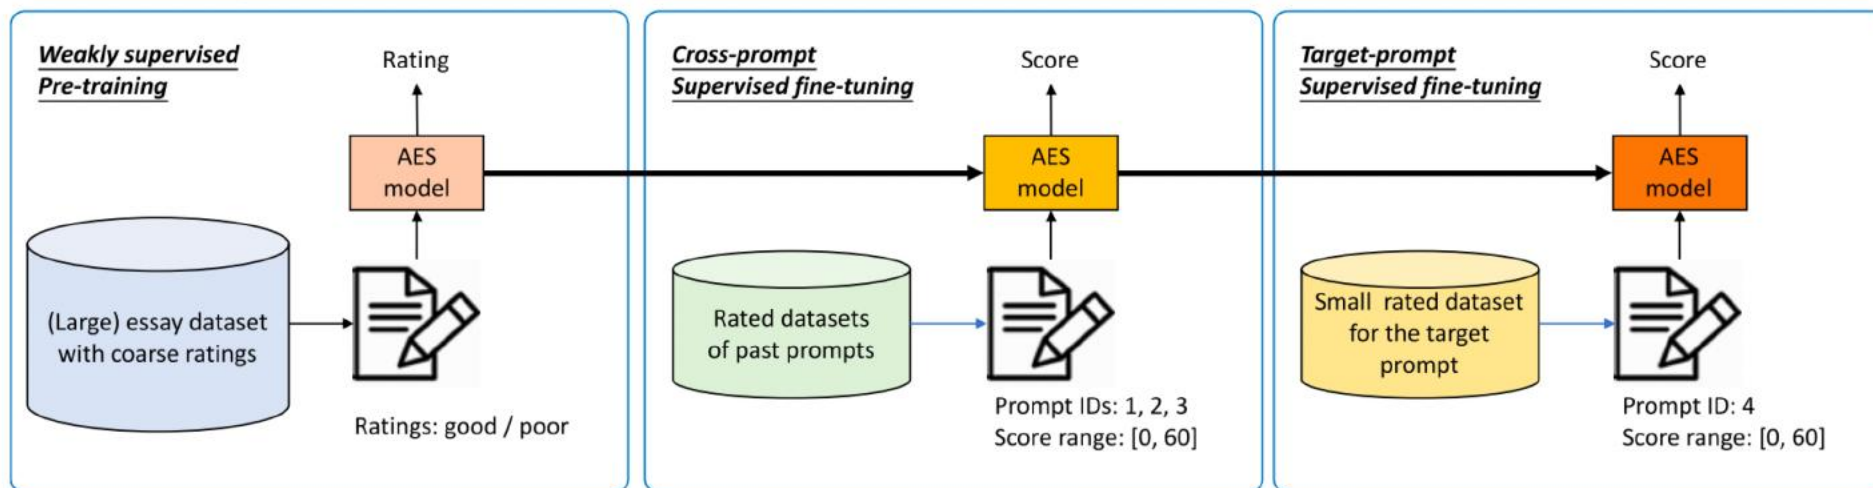 Weakly supervised
Pre-training
Rating
AES
model
(Large) essay dataset
with coarse ratings
Ratings: good / poor
Cross-prompt
Supervised fine-tuning
Score
AES
model
Rated datasets
of past prompts
Prompt IDs: 1, 2, 3
Score range: [0, 60]
Target-prompt
Supervised fine-tuning
Score
AES
model
Small rated dataset
for the target
prompt
Prompt ID: 4
Score range: [0, 60]